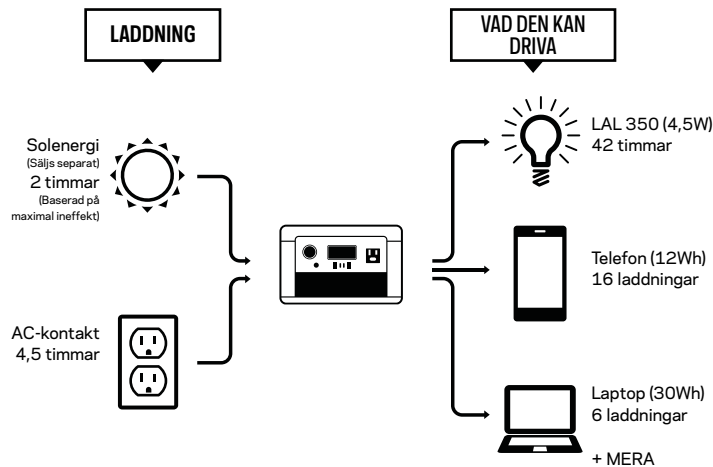 LADDNING
Solenergi
(Säljs separat)
2 timmar
(Baserad på
maximal ineffekt)
AC-kontakt
4,5 timmar
VAD DEN KAN
DRIVA
LAL 350 (4,5W)
42 timmar
Telefon (12Wh)
16 laddningar
Laptop (30Wh)
6 laddningar
+ MERA